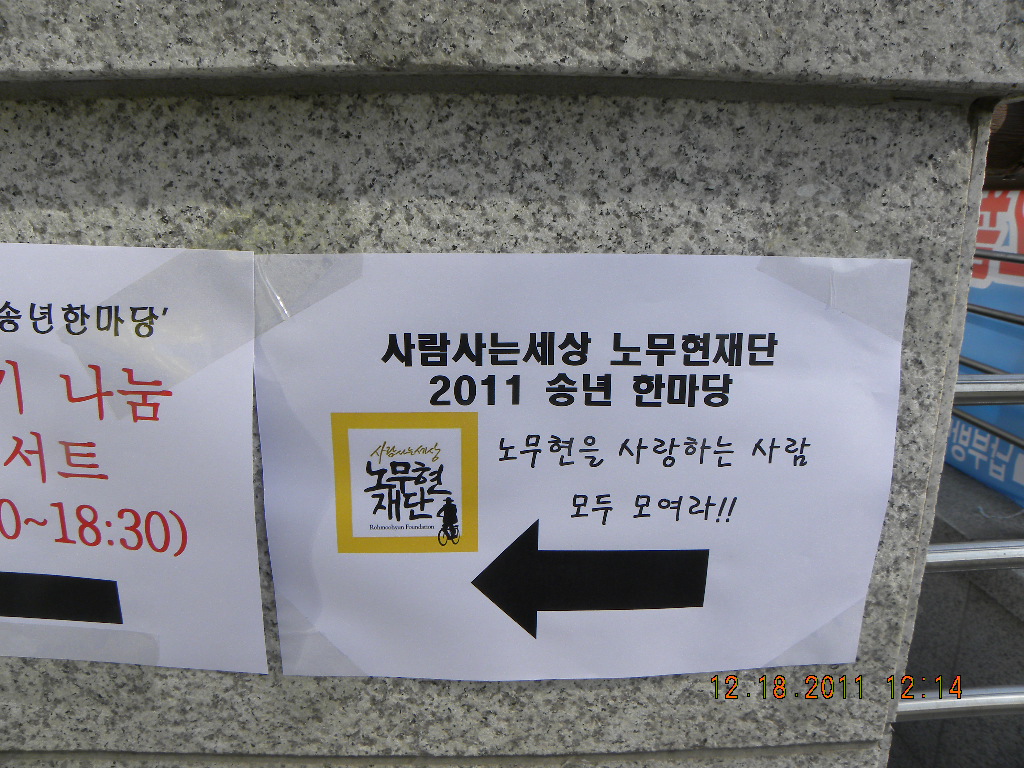 송년한마당’
나눔
서트
0~18:30)
사람사는세상 노무현재단
2011 송년 한마당
노무현을 사랑하는 사람
모두 모여라!!
사람사는세상
노무현
재단
Rohmoohyun Foundation
12.18.2011 12:14